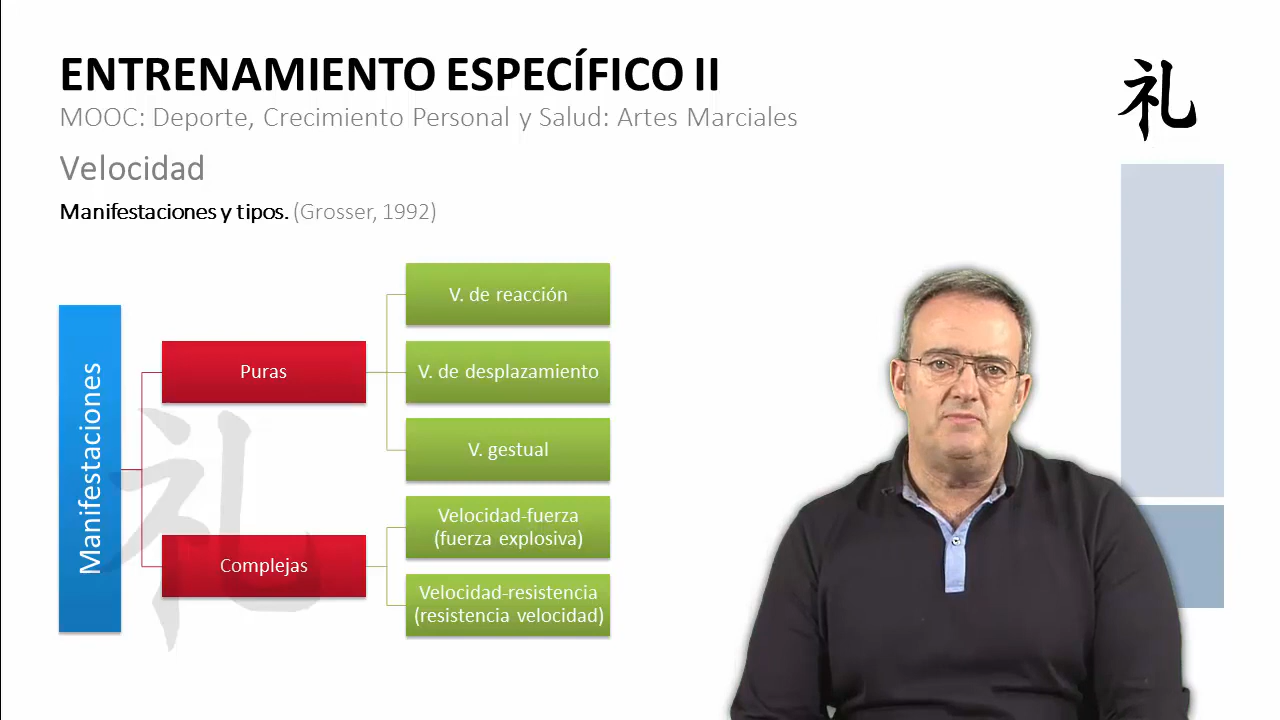 ENTRENAMIENTO ESPECÍFICO II
MOOC: Deporte, Crecimiento Personal y Salud: Artes Marciales
礼
Velocidad
Manifestaciones y tipos. (Grosser, 1992)
Manifestaciones
Puras
V. de reacción
V. de desplazamiento
V. gestual
Complejas
Velocidad-fuerza
(fuerza explosiva)
Velocidad-resistencia
(resistencia velocidad)
礼